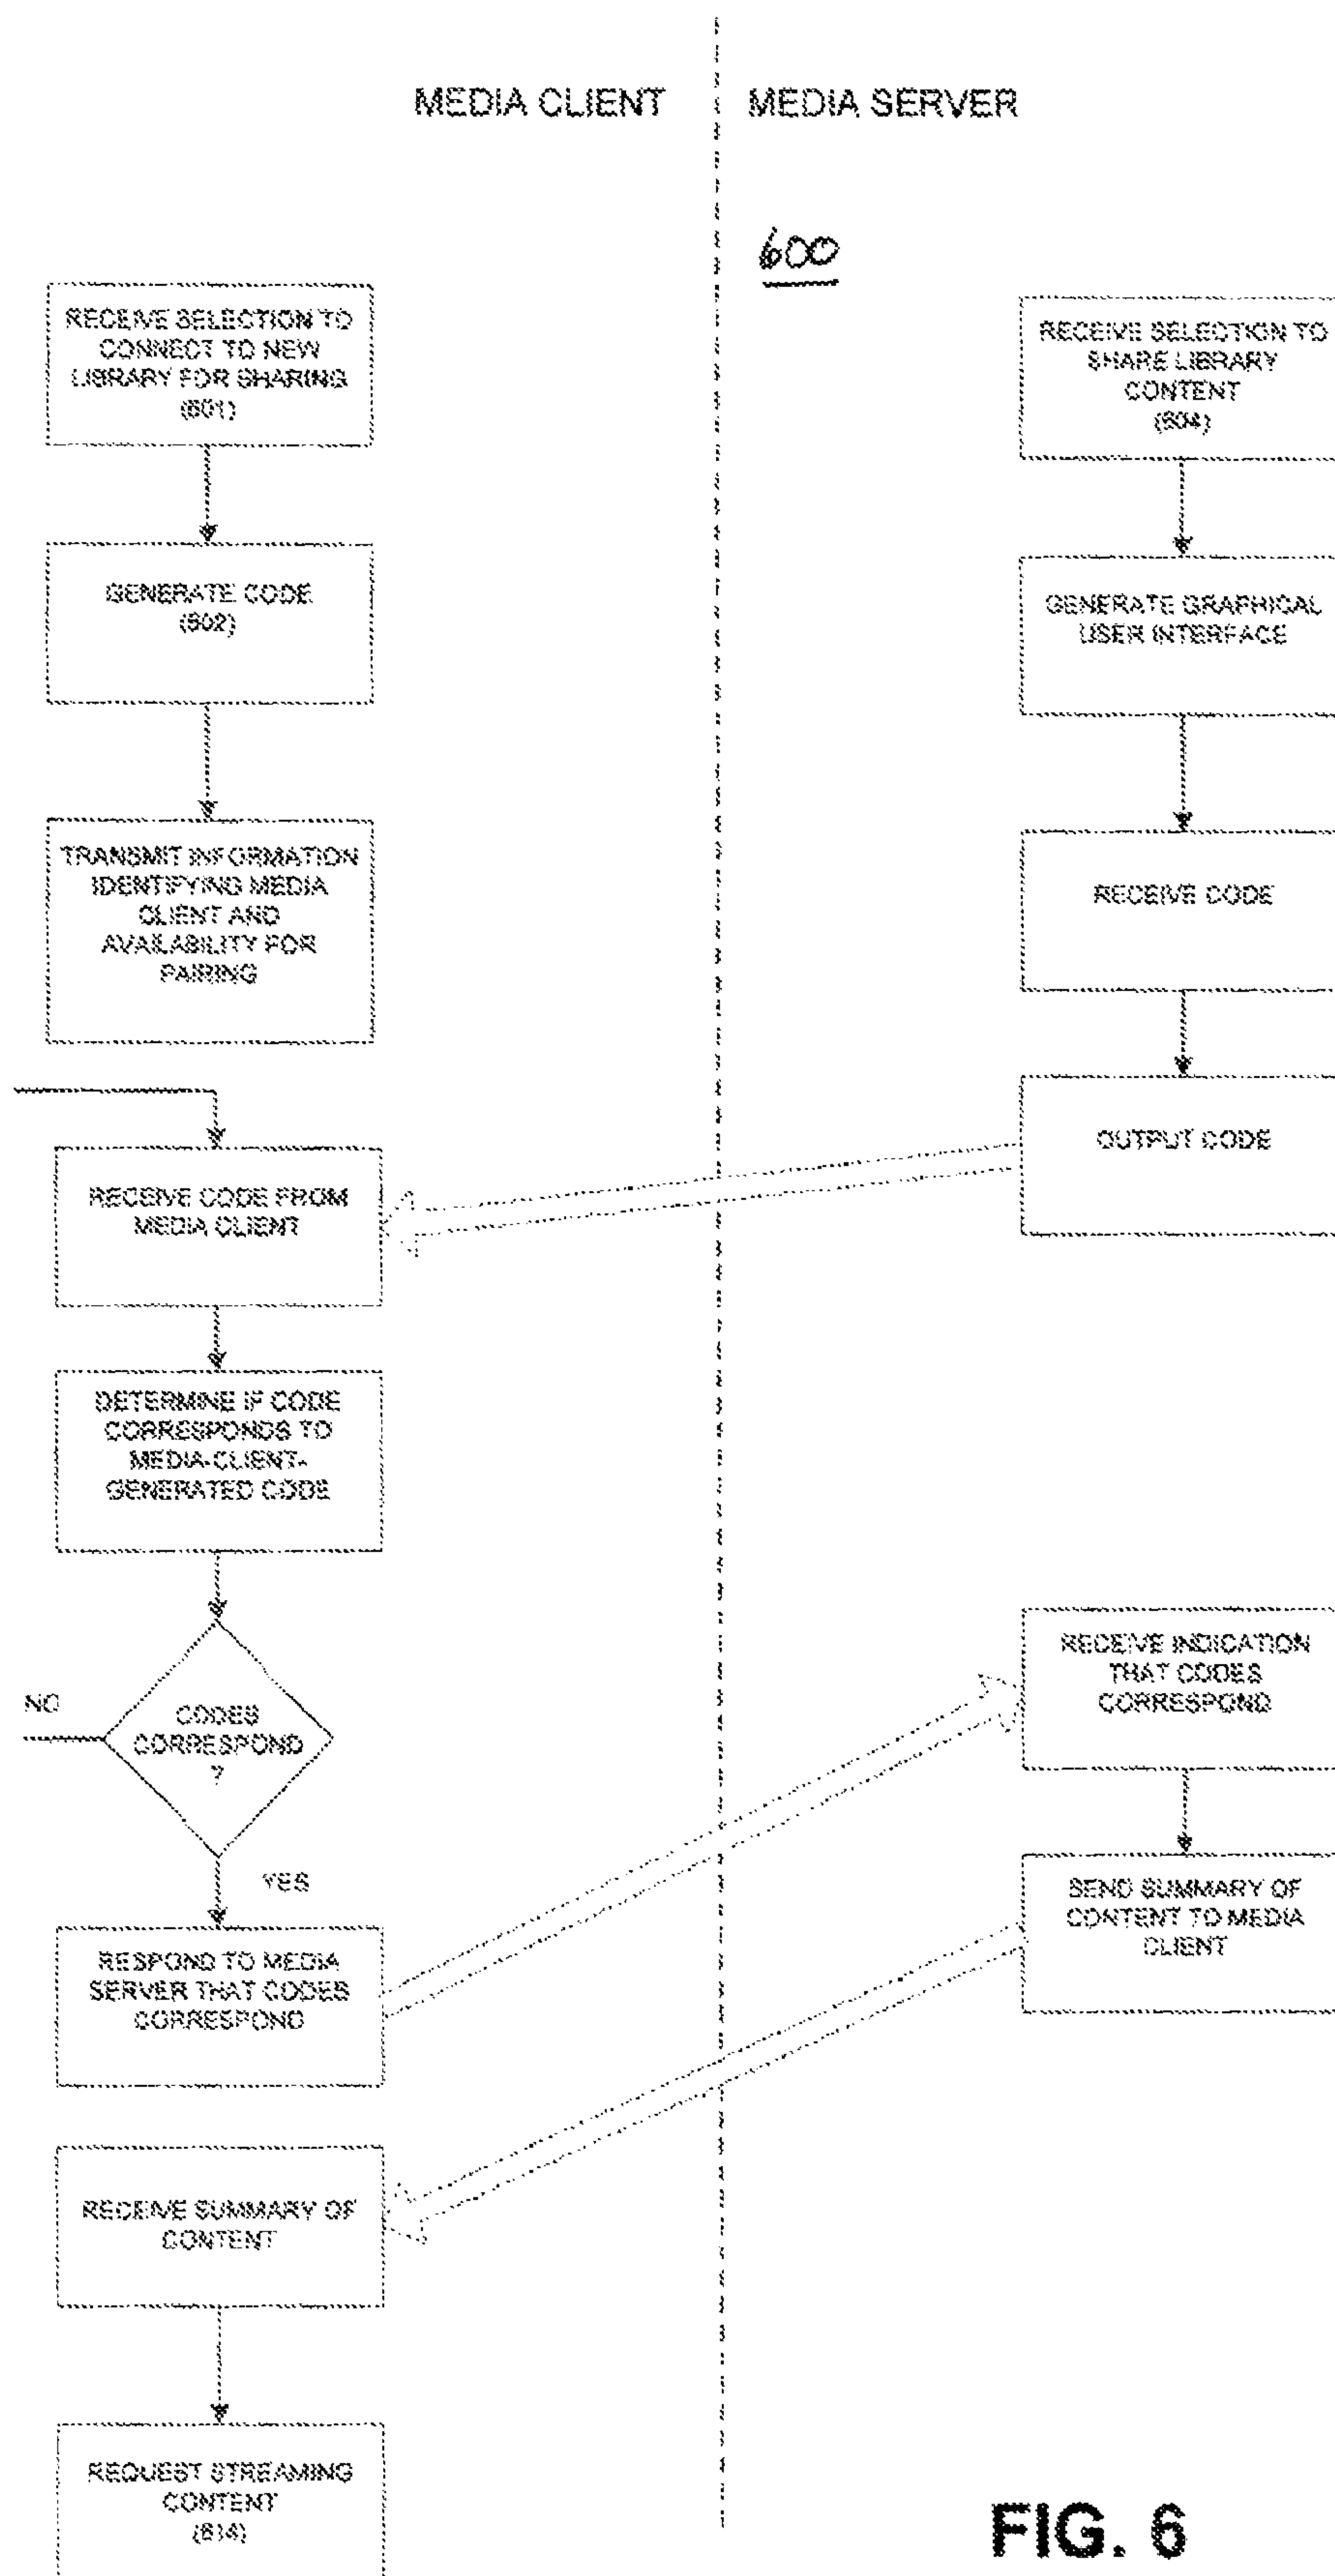 MEDIA CLIENT
MEDIA SERVER
600
RECEIVE SELECTION TO
CONNECT TO NEW
LIBRARY FOR SHARING
(601)
GENERATE CODE
(602)
TRANSMIT INFORMATION
IDENTIFYING MEDIA
CLIENT AND
AVAILABILITY FOR
PAIRING
RECEIVE SELECTION TO
SHARE LIBRARY
CONTENT
(604)
GENERATE GRAPHICAL
USER INTERFACE
RECEIVE CODE
OUTPUT CODE
RECEIVE CODE FROM
MEDIA CLIENT
DETERMINE IF CODE
CORRESPONDS TO
MEDIA-CLIENT-
GENERATED CODE
NO
CODES
CORRESPOND
?
YES
RESPOND TO MEDIA
SERVER THAT CODES
CORRESPOND
RECEIVE INDICATION
THAT CODES
CORRESPOND
SEND SUMMARY OF
CONTENT TO MEDIA
CLIENT
RECEIVE SUMMARY OF
CONTENT
REQUEST STREAMING
CONTENT
(614)
FIG. 6